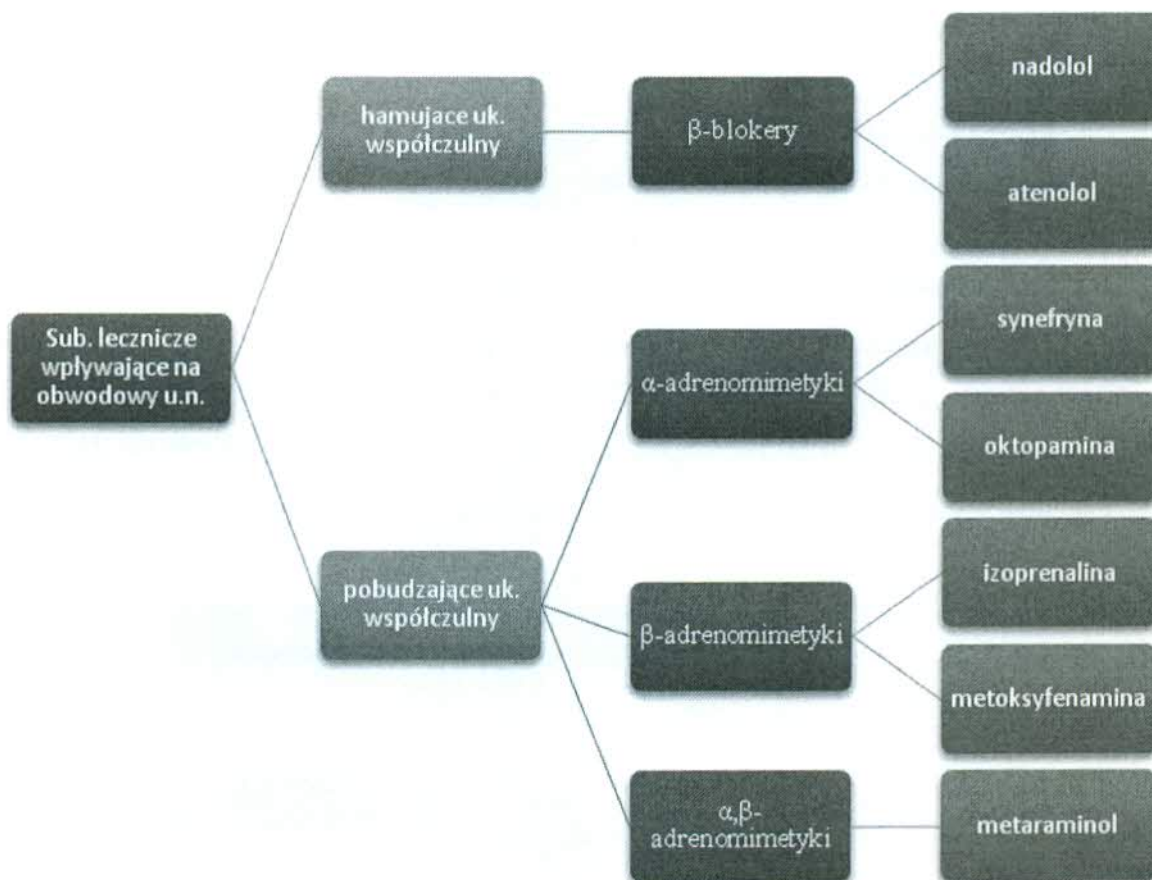 Sub. lecznicze
wpływające na
obwodowy u.n.
hamujace uk.
współczulny
β-blokery
nadolol
atenolol
pobudzające uk.
współczulny
α-adrenomimetyki
synefryna
oktopamina
β-adrenomimetyki
izoprenalina
metoksyfenamina
α,β-
adrenomimetyki
metaraminol